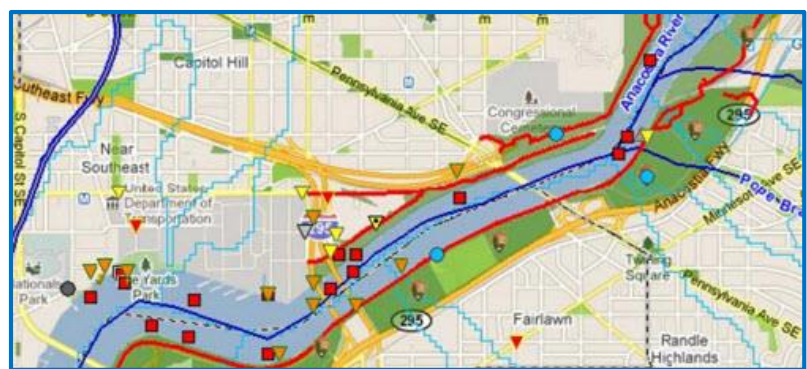 Capitol Hill
Southeast Fwy
Pennsylvania Ave SE
Anacostia River
Congressional
Cemetery
295
S Capitol St SE
Near
Southeast
United States
Department of
Transportation
Anacostia FWY
Minnesota Ave SE
Pope Br
Twining
Square
Nationals
Park
The Yards
Park
Pennsylvania Ave SE
295
Fairlawn
Randle
Highlands